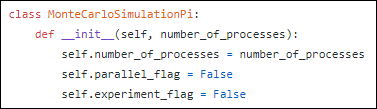 class MonteCarloSimulationPi:
    def __init__(self, number_of_processes):
        self.number_of_processes = number_of_processes
        self.parallel_flag = False
        self.experiment_flag = False